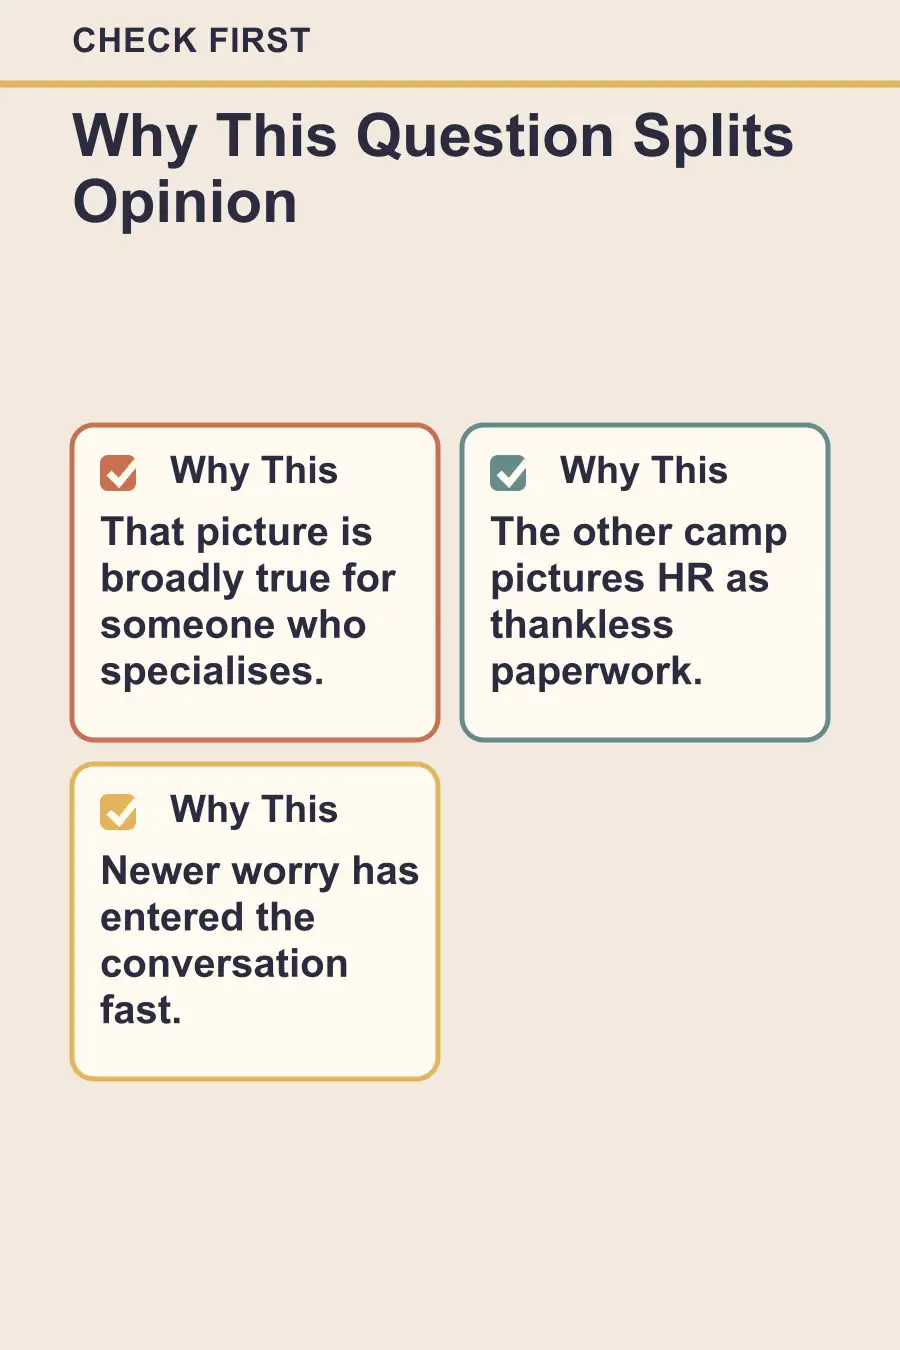 CHECK FIRST
Why This Question Splits
Opinion
Why This
That picture is
broadly true for
someone who
specialises.
Why This
The other camp
pictures HR as
thankless
paperwork.
Why This
Newer worry has
entered the
conversation
fast.